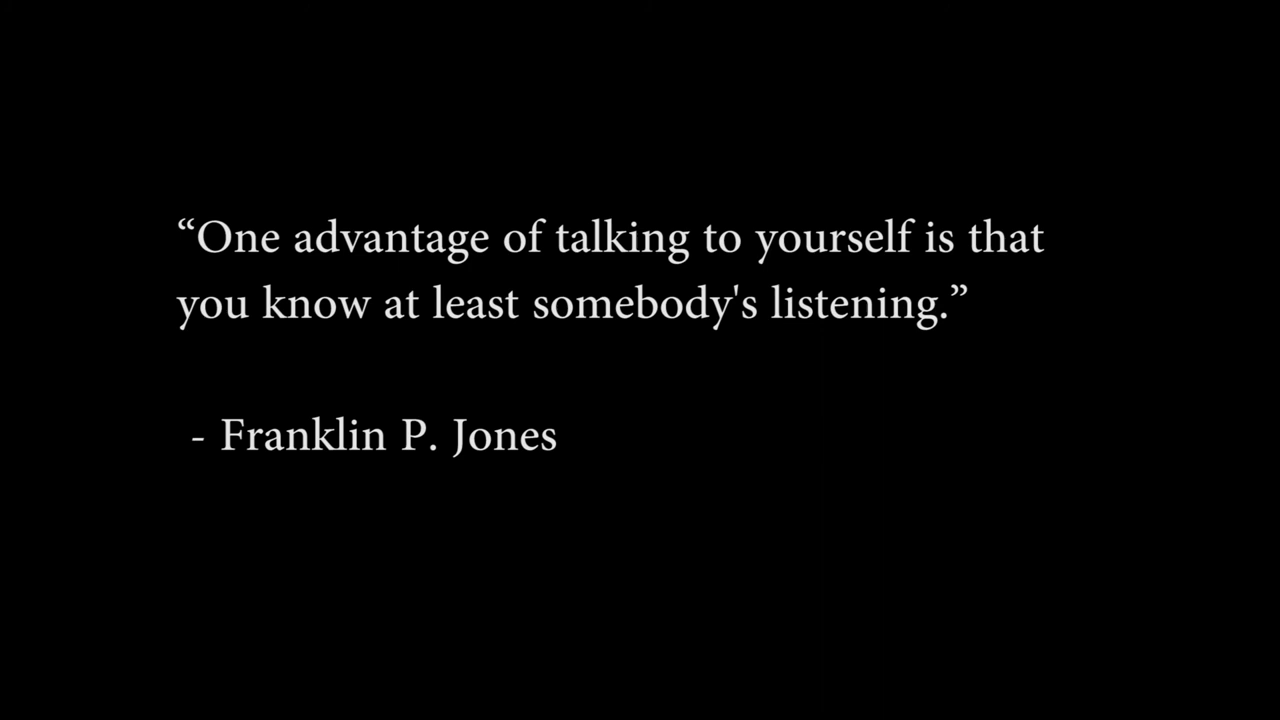 “One advantage of talking to yourself is that
you know at least somebody's listening.”
- Franklin P. Jones